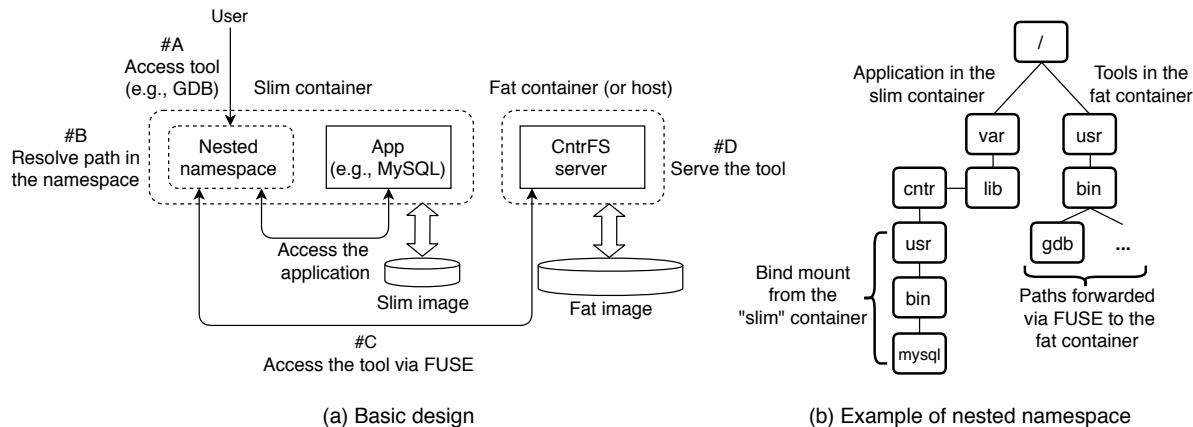 User
#A
Access tool
(e.g., GDB)
Slim container
Fat container (or host)
#B
Resolve path in
the namespace
Nested
namespace
App
(e.g., MySQL)
CntrFS
server
#D
Serve the tool
Access the
application
Slim image
Fat image
#C
Access the tool via FUSE
(a) Basic design
/
Application in the
slim container
Tools in the
fat container
var
usr
cntr
lib
bin
usr
gdb
...
Bind mount
from the
"slim" container
bin
mysql
Paths forwarded
via FUSE to the
fat container
(b) Example of nested namespace